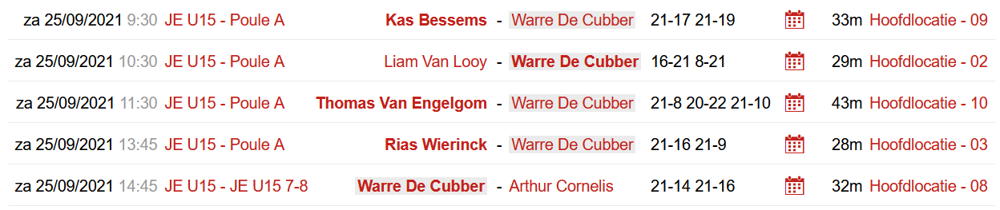 za 25/09/2021 9:30 JE U15 - Poule A Kas Bessems - Warre De Cubber 21-17 21-19 33m Hoofdlocatie - 09
za 25/09/2021 10:30 JE U15 - Poule A Liam Van Looy - Warre De Cubber 16-21 8-21 29m Hoofdlocatie - 02
za 25/09/2021 11:30 JE U15 - Poule A Thomas Van Engelgom - Warre De Cubber 21-8 20-22 21-10 43m Hoofdlocatie - 10
za 25/09/2021 13:45 JE U15 - Poule A Rias Wierinck - Warre De Cubber 21-16 21-9 28m Hoofdlocatie - 03
za 25/09/2021 14:45 JE U15 - JE U15 7-8 Warre De Cubber - Arthur Cornelis 21-14 21-16 32m Hoofdlocatie - 08